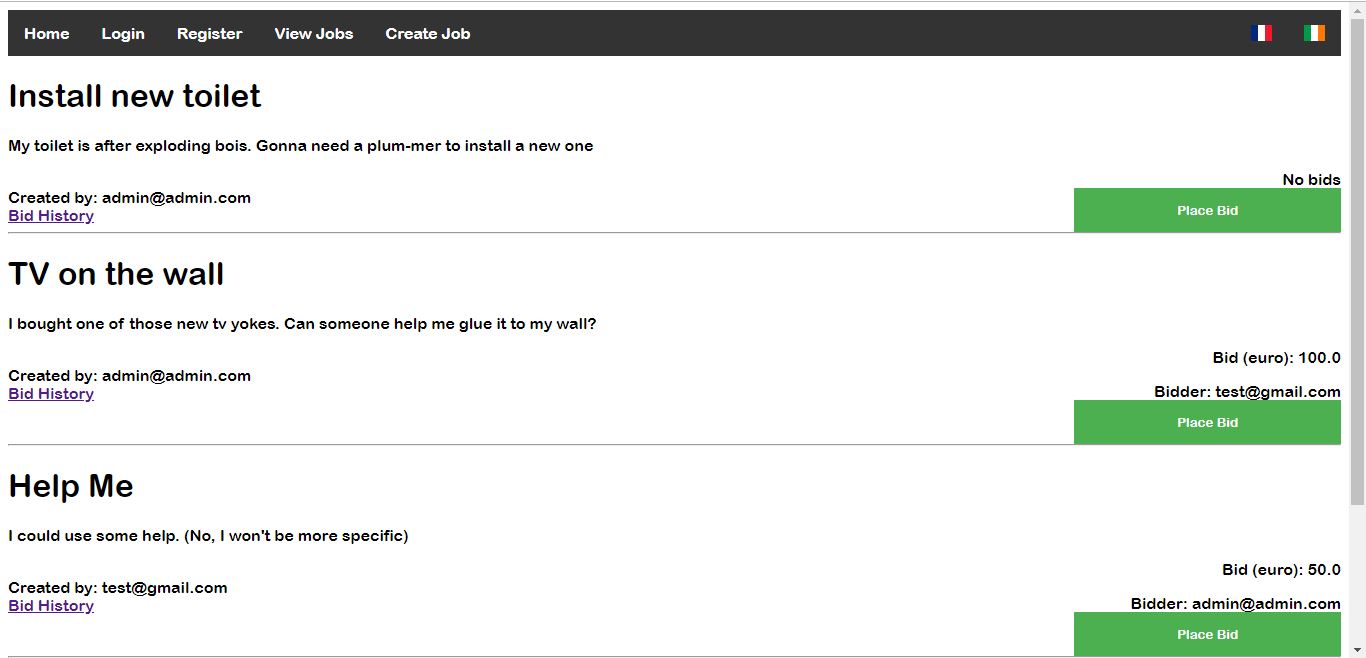 Home Login Register View Jobs Create Job
Install new toilet
My toilet is after exploding bois. Gonna need a plum-mer to install a new one
No bids
Created by: admin@admin.com
Bid History
Place Bid
TV on the wall
I bought one of those new tv yokes. Can someone help me glue it to my wall?
Bid (euro): 100.0
Created by: admin@admin.com
Bidder: test@gmail.com
Bid History
Place Bid
Help Me
I could use some help. (No, I won't be more specific)
Bid (euro): 50.0
Created by: test@gmail.com
Bidder: admin@admin.com
Bid History
Place Bid